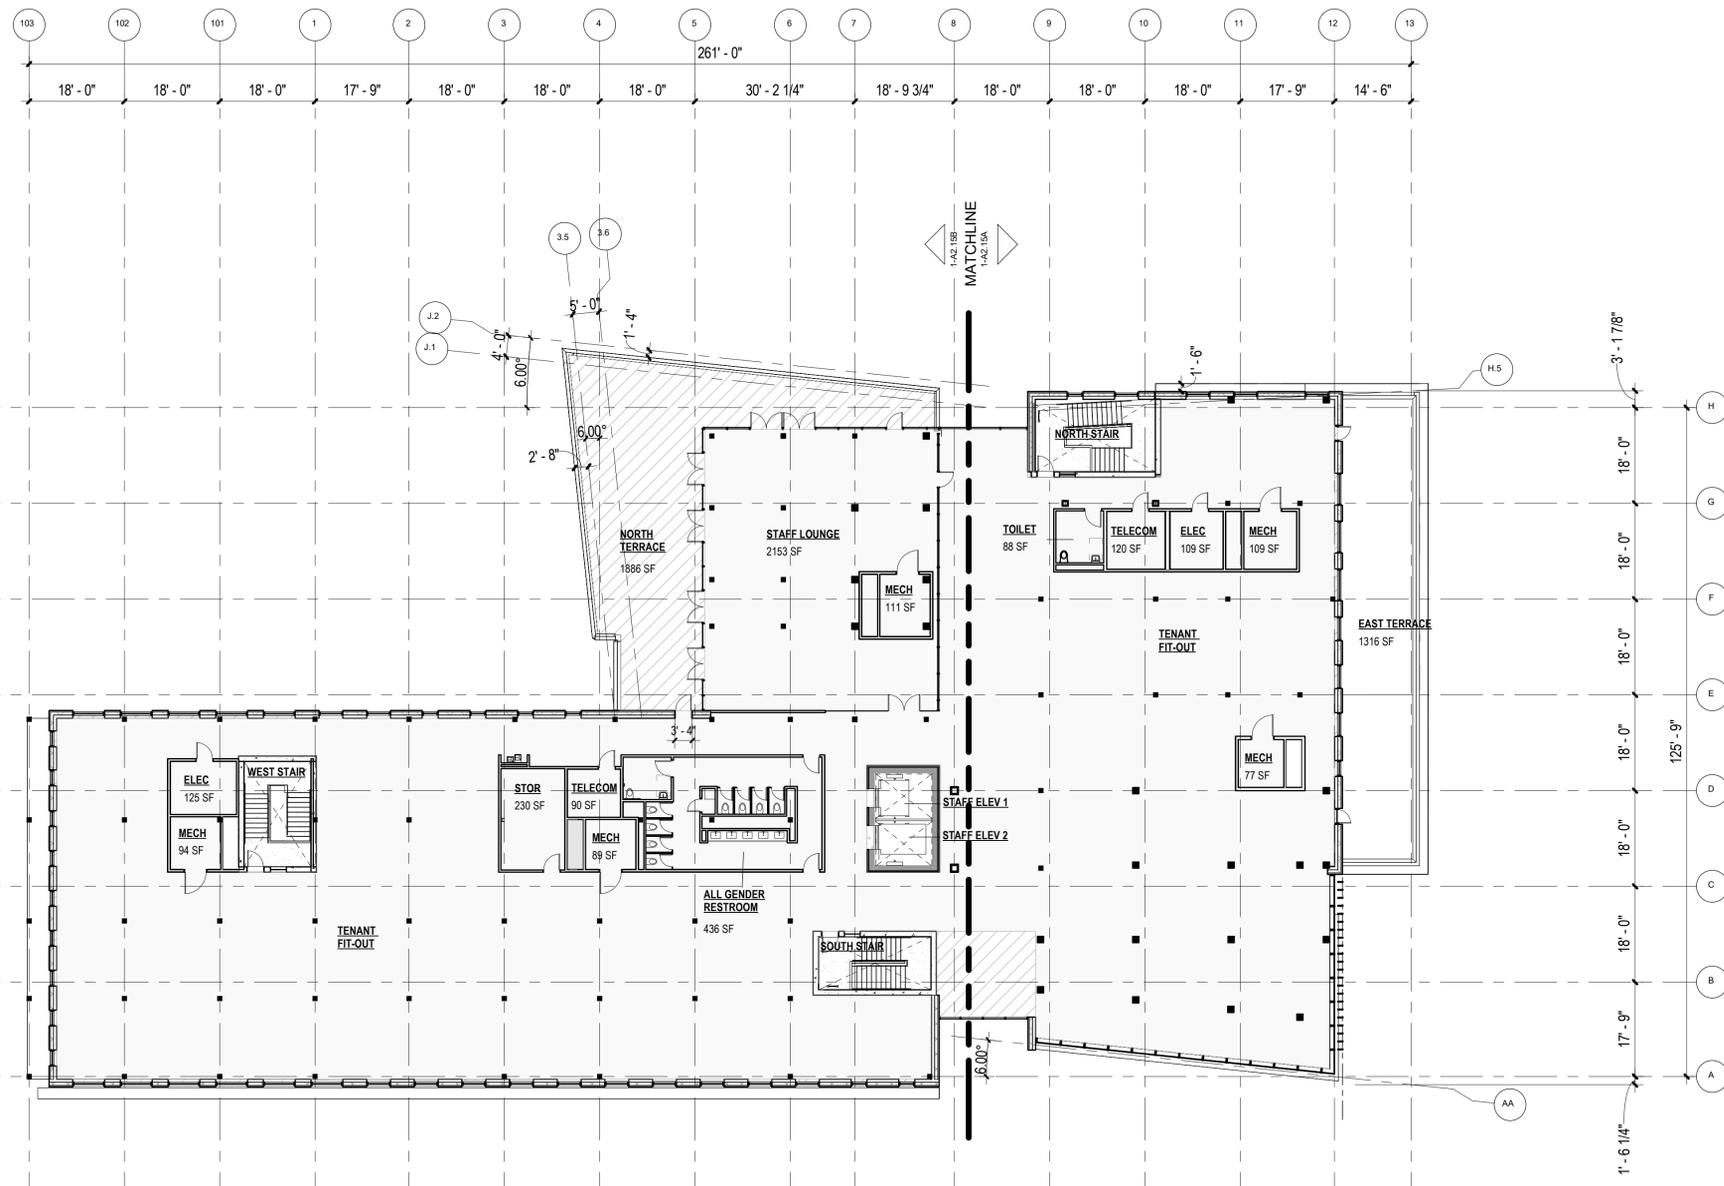 103 102 101 1 2 3 4 5 6 7 8 9 10 11 12 13
261' - 0"
18' - 0" 18' - 0" 18' - 0" 17' - 9" 18' - 0" 18' - 0" 18' - 0" 30' - 2 1/4" 18' - 9 3/4" 18' - 0" 18' - 0" 18' - 0" 17' - 9" 14' - 6"
3.5 3.6
1-A2.15B
MATCHLINE
1-A2.15A
5' - 0"
1' - 4"
J.2
J.1
4' - 0"
6.00°
1' - 6"
3' - 1 7/8"
H.5
H
6.00°
2' - 8"
NORTH STAIR
18' - 0"
G
NORTH
TERRACE
1886 SF
STAFF LOUNGE
2153 SF
TOILET
88 SF
TELECOM
120 SF
ELEC
109 SF
MECH
109 SF
18' - 0"
MECH
111 SF
F
EAST TERRACE
1316 SF
TENANT
FIT-OUT
18' - 0"
E
3' - 4"
18' - 0"
125' - 9"
ELEC
125 SF
WEST STAIR
STOR
230 SF
TELECOM
90 SF
MECH
77 SF
D
STAFF ELEV 1
STAFF ELEV 2
MECH
94 SF
MECH
89 SF
18' - 0"
C
ALL GENDER
RESTROOM
436 SF
TENANT
FIT-OUT
SOUTH STAIR
18' - 0"
B
17' - 9"
6.00°
A
AA
1' - 6 1/4"